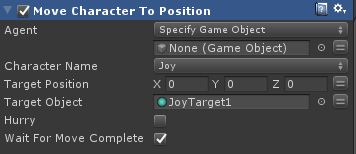 Move Character To Position
Agent Specify Game Object
None (Game Object)
Character Name Joy
Target Position X 0 Y 0 Z 0
Target Object JoyTarget1
Hurry
Wait For Move Complete